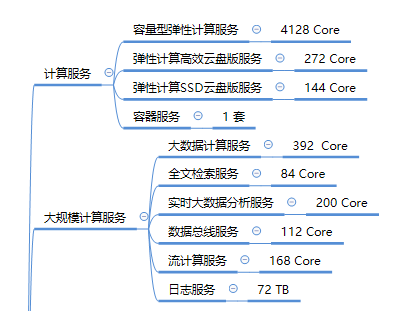 容量型弹性计算服务 4128 Core
弹性计算高效云盘版服务 272 Core
计算服务
弹性计算SSD云盘版服务 144 Core
容器服务 1 套
大数据计算服务 392 Core
全文检索服务 84 Core
实时大数据分析服务 200 Core
大规模计算服务
数据总线服务 112 Core
流计算服务 168 Core
日志服务 72 TB